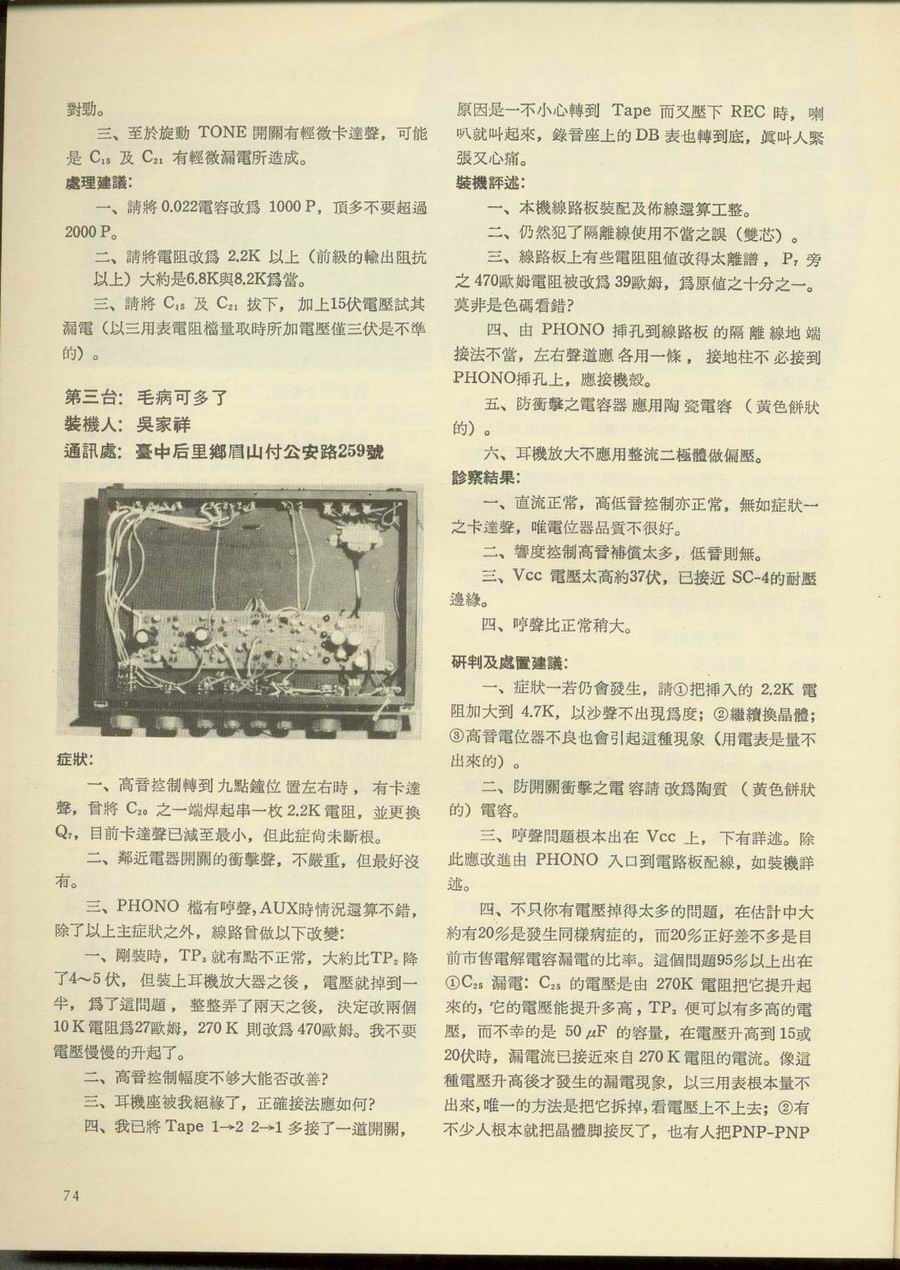 對勁。
三、至於旋動 TONE 開關有輕微卡達聲，可能
是 C₁₅ 及 C₂₁ 有輕微漏電所造成。
處理建議：
一、請將 0.022電容改爲 1000 P，頂多不要超過
2000 P。
二、請將電阻改爲 2.2K 以上（前級的輸出阻抗
以上）大約是6.8K與8.2K爲當。
三、請將 C₁₅ 及 C₂₁ 拔下，加上15伏電壓試其
漏電（以三用表電阻檔量取時所加電壓僅三伏是不準
的）。
第三台：毛病可多了
裝機人：吳家祥
通訊處：臺中后里鄉眉山付公安路259號
症狀：
一、高音控制轉到九點鐘位置左右時，有卡達
聲，曾將 C₂₀ 之一端焊起串一枚 2.2K 電阻，並更換
Q₇，目前卡達聲已減至最小，但此症尙未斷根。
二、鄰近電器開關的衝擊聲，不嚴重，但最好沒
有。
三、PHONO 檔有哼聲，AUX時情況還算不錯，
除了以上主症狀之外，線路曾做以下改變：
一、剛裝時，TP₃ 就有點不正常，大約比TP₂ 降
了4～5 伏，但裝上耳機放大器之後，電壓就掉到一
半，爲了這問題，整整弄了兩天之後，決定改兩個
10 K 電阻爲27歐姆，270 K 則改爲 470歐姆。我不要
電壓慢慢的升起了。
二、高音控制幅度不够大能否改善？
三、耳機座被我絕緣了，正確接法應如何？
四、我已將 Tape 1→2 2→1 多接了一道開關，
原因是一不小心轉到 Tape 而又壓下 REC 時，喇
叭就叫起來，錄音座上的 DB 表也轉到底，眞叫人緊
張又心痛。
裝機評述：
一、本機線路板裝配及佈線還算工整。
二、仍然犯了隔離線使用不當之誤（雙芯）。
三、線路板上有些電阻阻值改得太離譜，P₇ 旁
之 470歐姆電阻被改爲 39歐姆，爲原值之十分之一。
莫非是色碼看錯？
四、由 PHONO 挿孔到線路板的隔離線地端
接法不當，左右聲道應各用一條，接地柱不必接到
PHONO挿孔上，應接機殼。
五、防衝擊之電容器應用陶瓷電容（黃色餅狀
的）。
六、耳機放大不應用整流二極體做偏壓。
診察結果：
一、直流正常，高低音控制亦正常，無如症狀一
之卡達聲，唯電位器品質不很好。
二、響度控制高音補償太多，低音則無。
三、Vcc 電壓太高約37伏，已接近 SC-4的耐壓
邊緣。
四、哼聲比正常稍大。
研判及處置建議：
一、症狀一若仍會發生，請①把挿入的 2.2K 電
阻加大到 4.7K，以沙聲不出現爲度；②繼續換晶體；
③高音電位器不良也會引起這種現象（用電表是量不
出來的）。
二、防開關衝擊之電容請改爲陶質（黃色餅狀
的）電容。
三、哼聲問題根本出在 Vcc 上，下有詳述。除
此應改進由 PHONO 入口到電路板配線，如裝機評
述。
四、不只你有電壓掉得太多的問題，在估計中大
約有20％是發生同樣病症的，而20％正好差不多是目
前市售電解電容漏電的比率。這個問題95％以上出在
①C₂₅ 漏電：C₂₅ 的電壓是由 270K 電阻把它提升起
來的，它的電壓能提升多高，TP₃ 便可以有多高的電
壓，而不幸的是 50 μF 的容量，在電壓升高到 15或
20伏時，漏電流已接近來自 270 K 電阻的電流。像這
種電壓升高後才發生的漏電現象，以三用表根本量不
出來，唯一的方法是把它拆掉，看電壓上不上去；②有
不少人根本就把晶體脚接反了，也有人把PNP-PNP
74